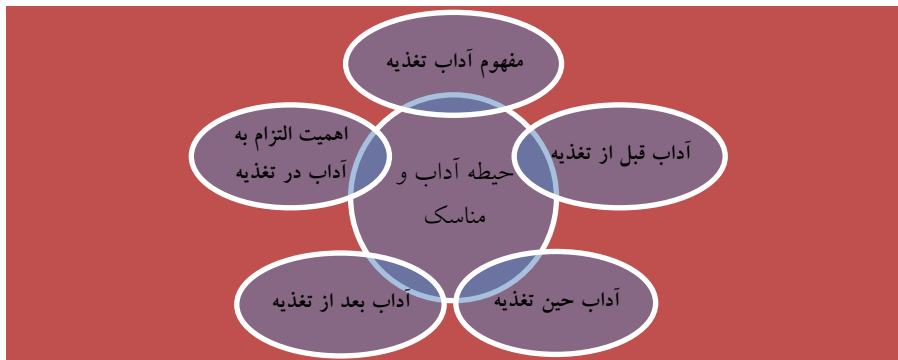 مفهوم آداب تغذیه
آداب قبل از تغذیه
آداب حین تغذیه
آداب بعد از تغذیه
اهمیت التزام به
آداب در تغذیه
حیطه آداب و
مناسک